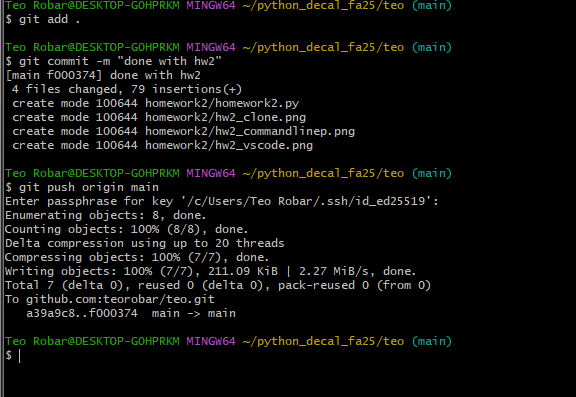 Teo Robar@DESKTOP-GOHPRKM MINGW64 ~/python_decal_fa25/teo (main)
$ git add .
Teo Robar@DESKTOP-GOHPRKM MINGW64 ~/python_decal_fa25/teo (main)
$ git commit -m "done with hw2"
[main f000374] done with hw2
 4 files changed, 79 insertions(+)
 create mode 100644 homework2/homework2.py
 create mode 100644 homework2/hw2_clone.png
 create mode 100644 homework2/hw2_commandlinep.png
 create mode 100644 homework2/hw2_vscode.png
Teo Robar@DESKTOP-GOHPRKM MINGW64 ~/python_decal_fa25/teo (main)
$ git push origin main
Enter passphrase for key '/c/Users/Teo Robar/.ssh/id_ed25519':
Enumerating objects: 8, done.
Counting objects: 100% (8/8), done.
Delta compression using up to 20 threads
Compressing objects: 100% (7/7), done.
Writing objects: 100% (7/7), 211.09 KiB | 2.27 MiB/s, done.
Total 7 (delta 0), reused 0 (delta 0), pack-reused 0 (from 0)
To github.com:teorobar/teo.git
   a39a9c8..f000374  main -> main
Teo Robar@DESKTOP-GOHPRKM MINGW64 ~/python_decal_fa25/teo (main)
$